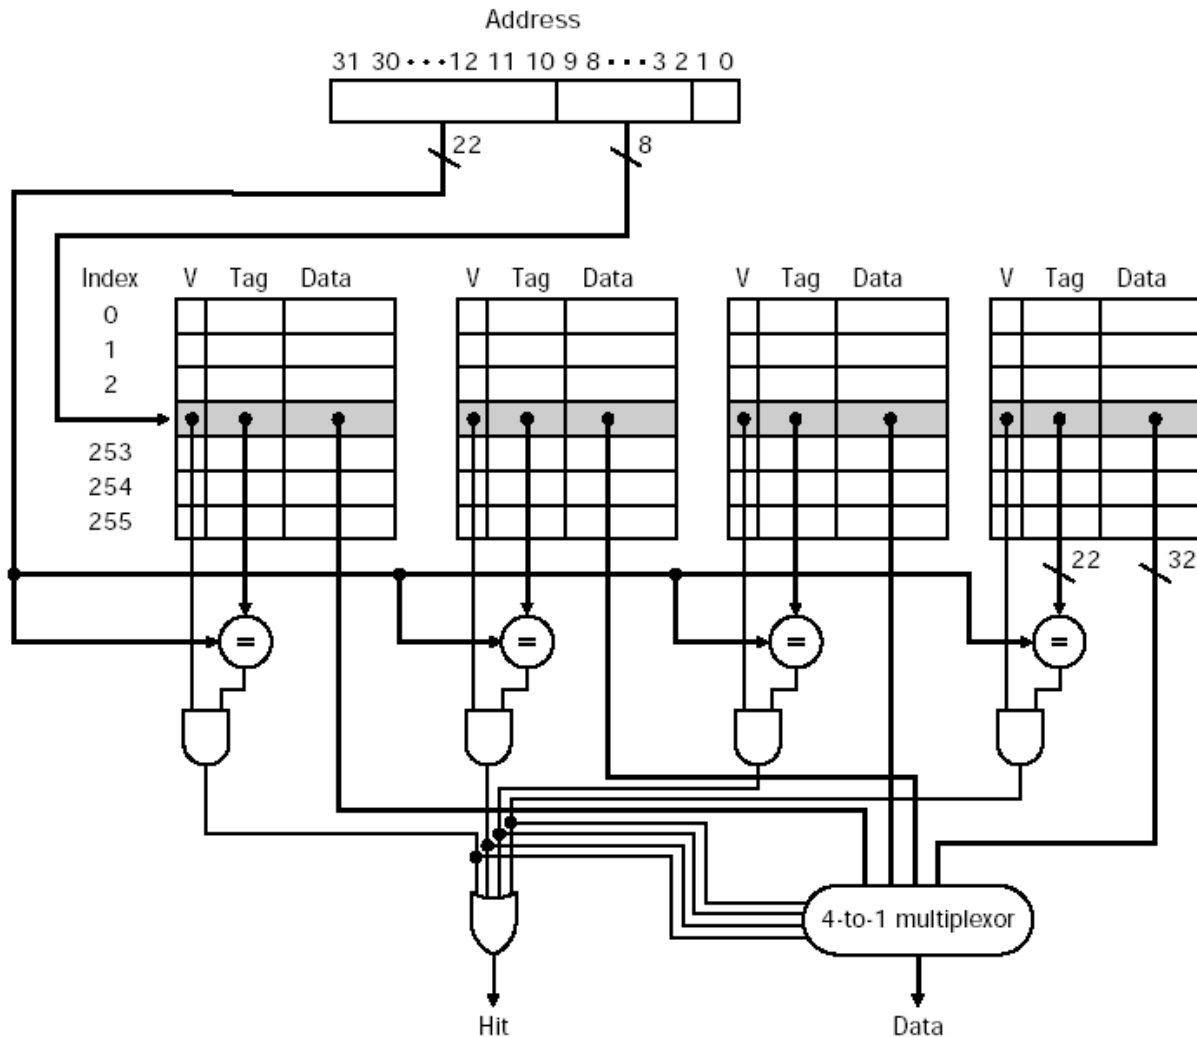 Address
31 30 ··· 12 11 10 9 8 ··· 3 2 1 0
22 8
Index V Tag Data V Tag Data V Tag Data V Tag Data
0
1
2
253
254
255
22 32
= = = =
4-to-1 multiplexor
Hit Data